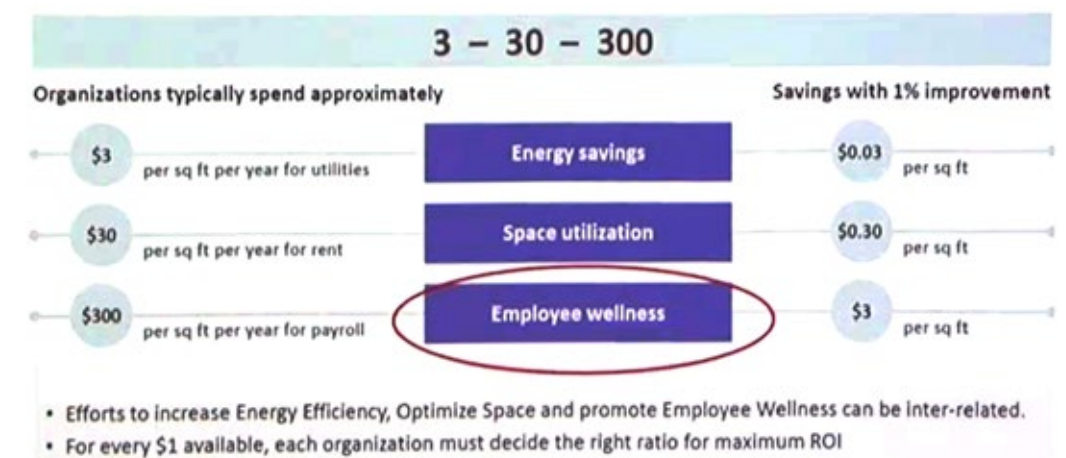 3 – 30 – 300
Organizations typically spend approximately
Savings with 1% improvement
$3 per sq ft per year for utilities
Energy savings
$0.03 per sq ft
$30 per sq ft per year for rent
Space utilization
$0.30 per sq ft
$300 per sq ft per year for payroll
Employee wellness
$3 per sq ft
• Efforts to increase Energy Efficiency, Optimize Space and promote Employee Wellness can be inter-related.
• For every $1 available, each organization must decide the right ratio for maximum ROI